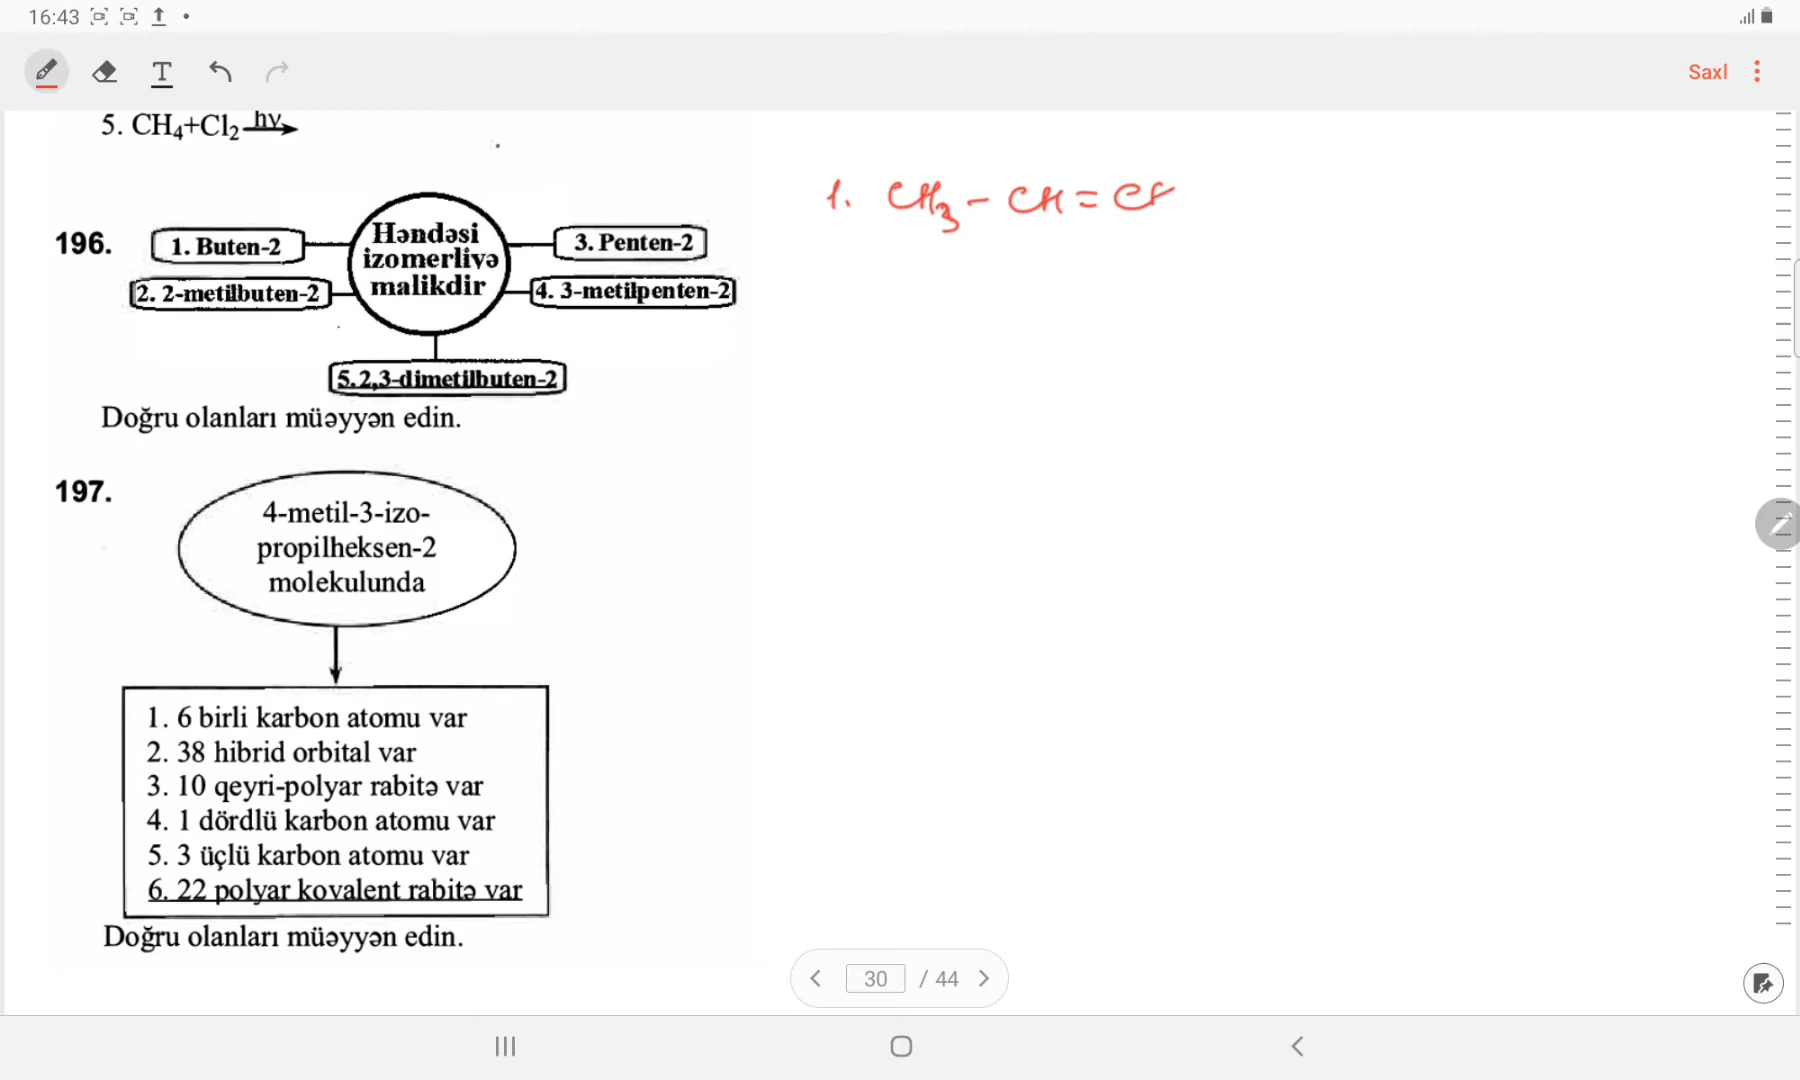 16:43
Saxl
5. CH₄+Cl₂ hv→
196.
1. Buten-2
2. 2-metilbuten-2
Həndəsi
izomerliyə
malikdir
3. Penten-2
4. 3-metilpenten-2
5.2,3-dimetilbuten-2
Doğru olanları müəyyən edin.
1. CH₃ - CH = CH
197.
4-metil-3-izo-
propilheksen-2
molekulunda
1. 6 birli karbon atomu var
2. 38 hibrid orbital var
3. 10 qeyri-polyar rabitə var
4. 1 dördlü karbon atomu var
5. 3 üçlü karbon atomu var
6. 22 polyar kovalent rabitə var
Doğru olanları müəyyən edin.
30 / 44